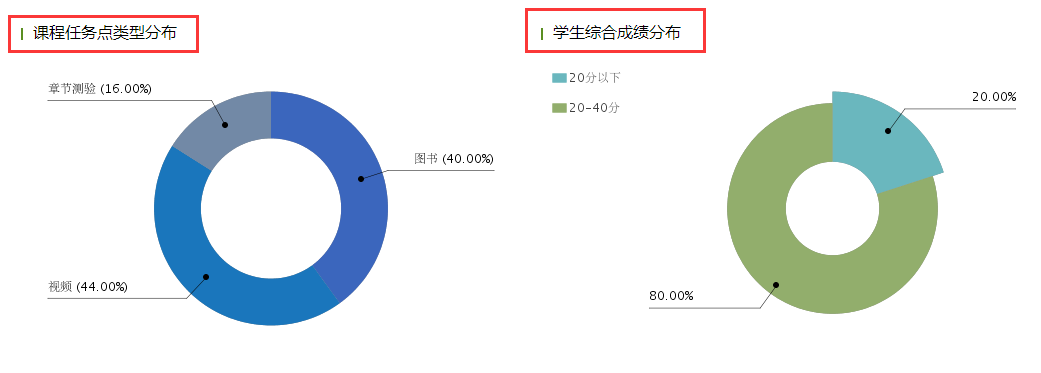 课程任务点类型分布
章节测验 (16.00%)
图书 (40.00%)
视频 (44.00%)
学生综合成绩分布
20分以下
20-40分
20.00%
80.00%